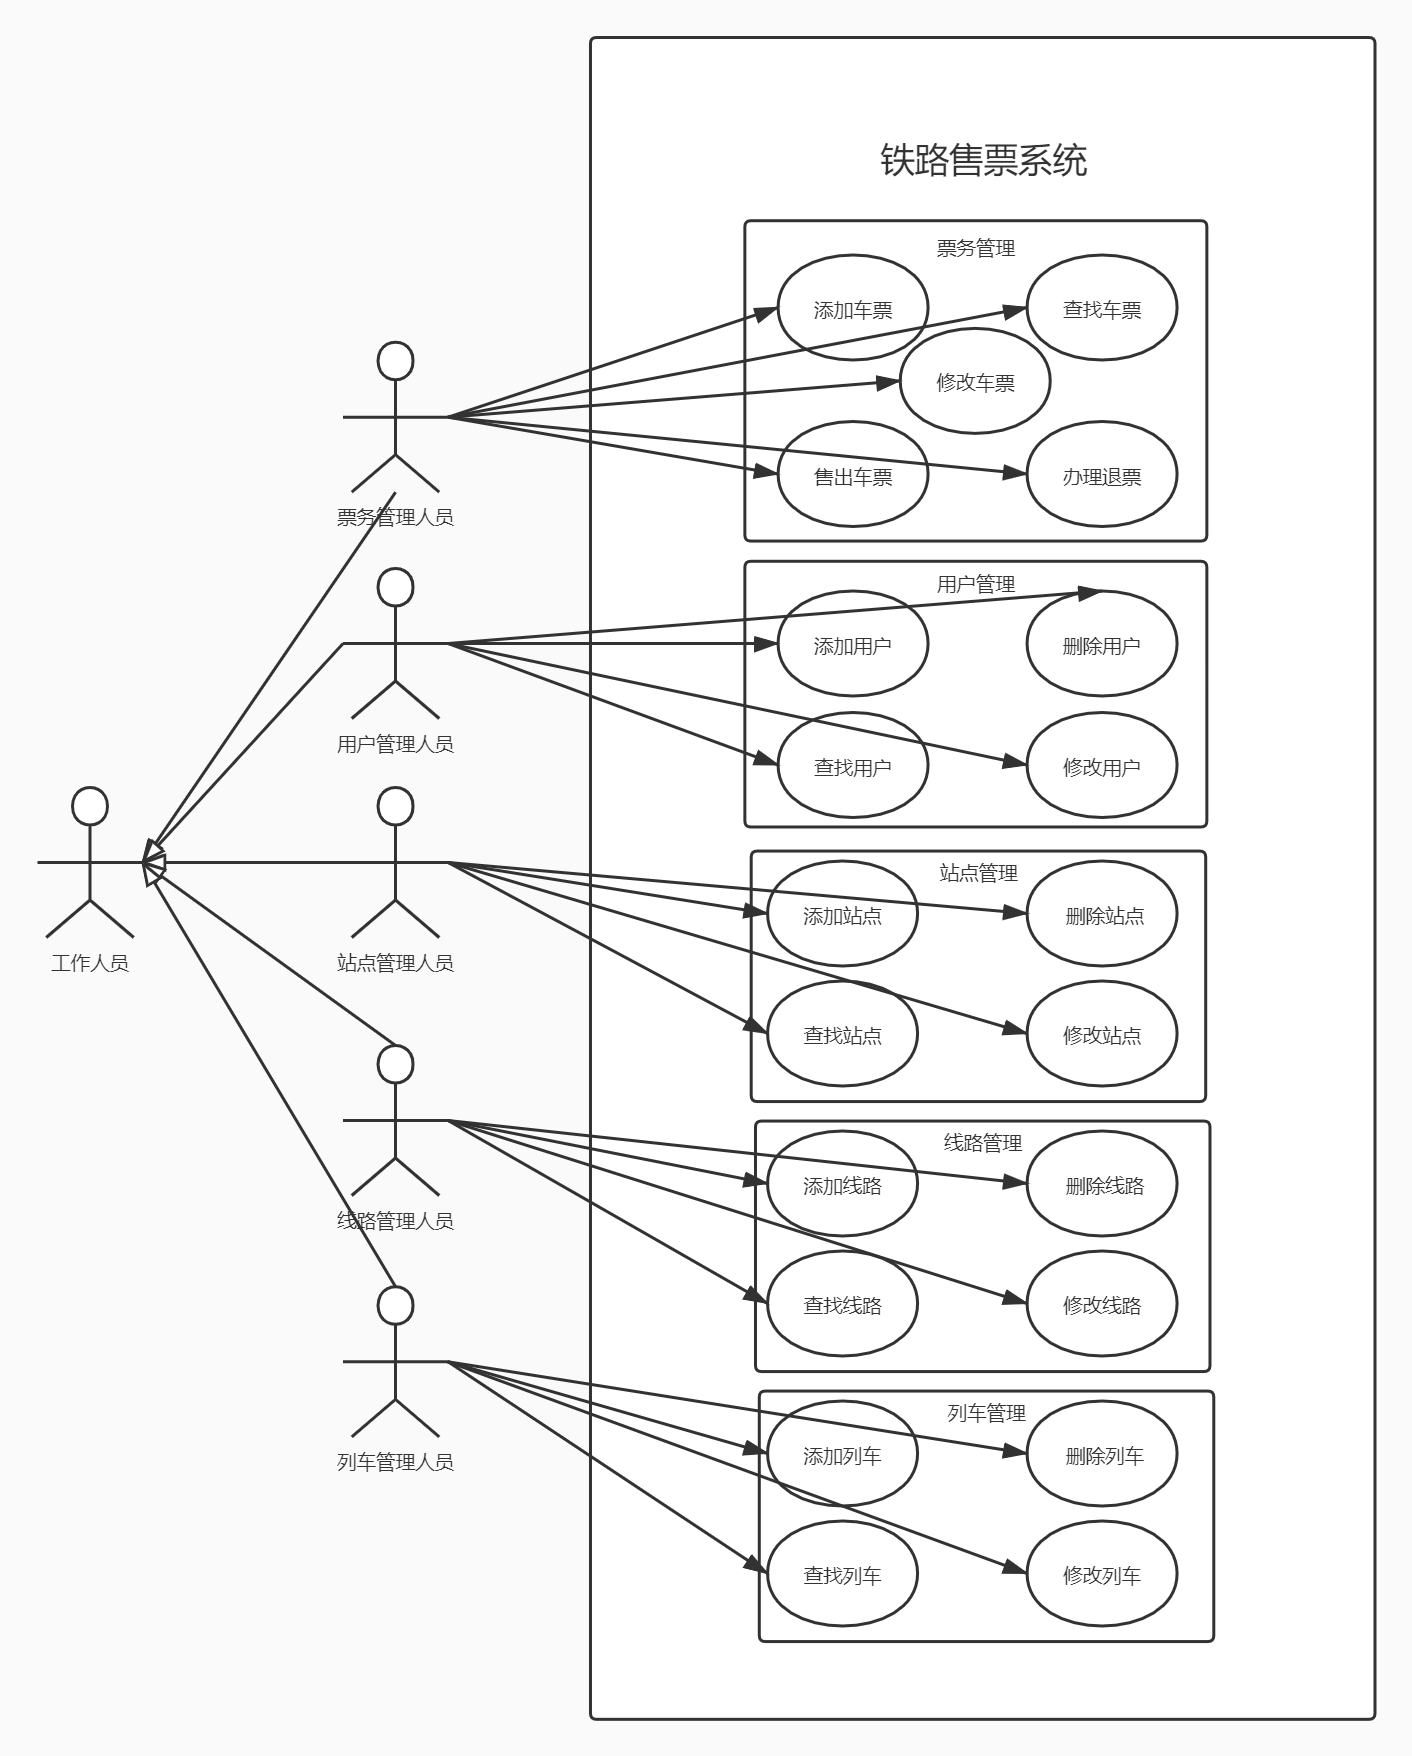 铁路售票系统
票务管理
添加车票
查找车票
修改车票
售出车票
办理退票
票务管理人员
用户管理
添加用户
删除用户
查找用户
修改用户
用户管理人员
站点管理
添加站点
删除站点
查找站点
修改站点
工作人员
站点管理人员
线路管理
添加线路
删除线路
查找线路
修改线路
线路管理人员
列车管理
添加列车
删除列车
查找列车
修改列车
列车管理人员